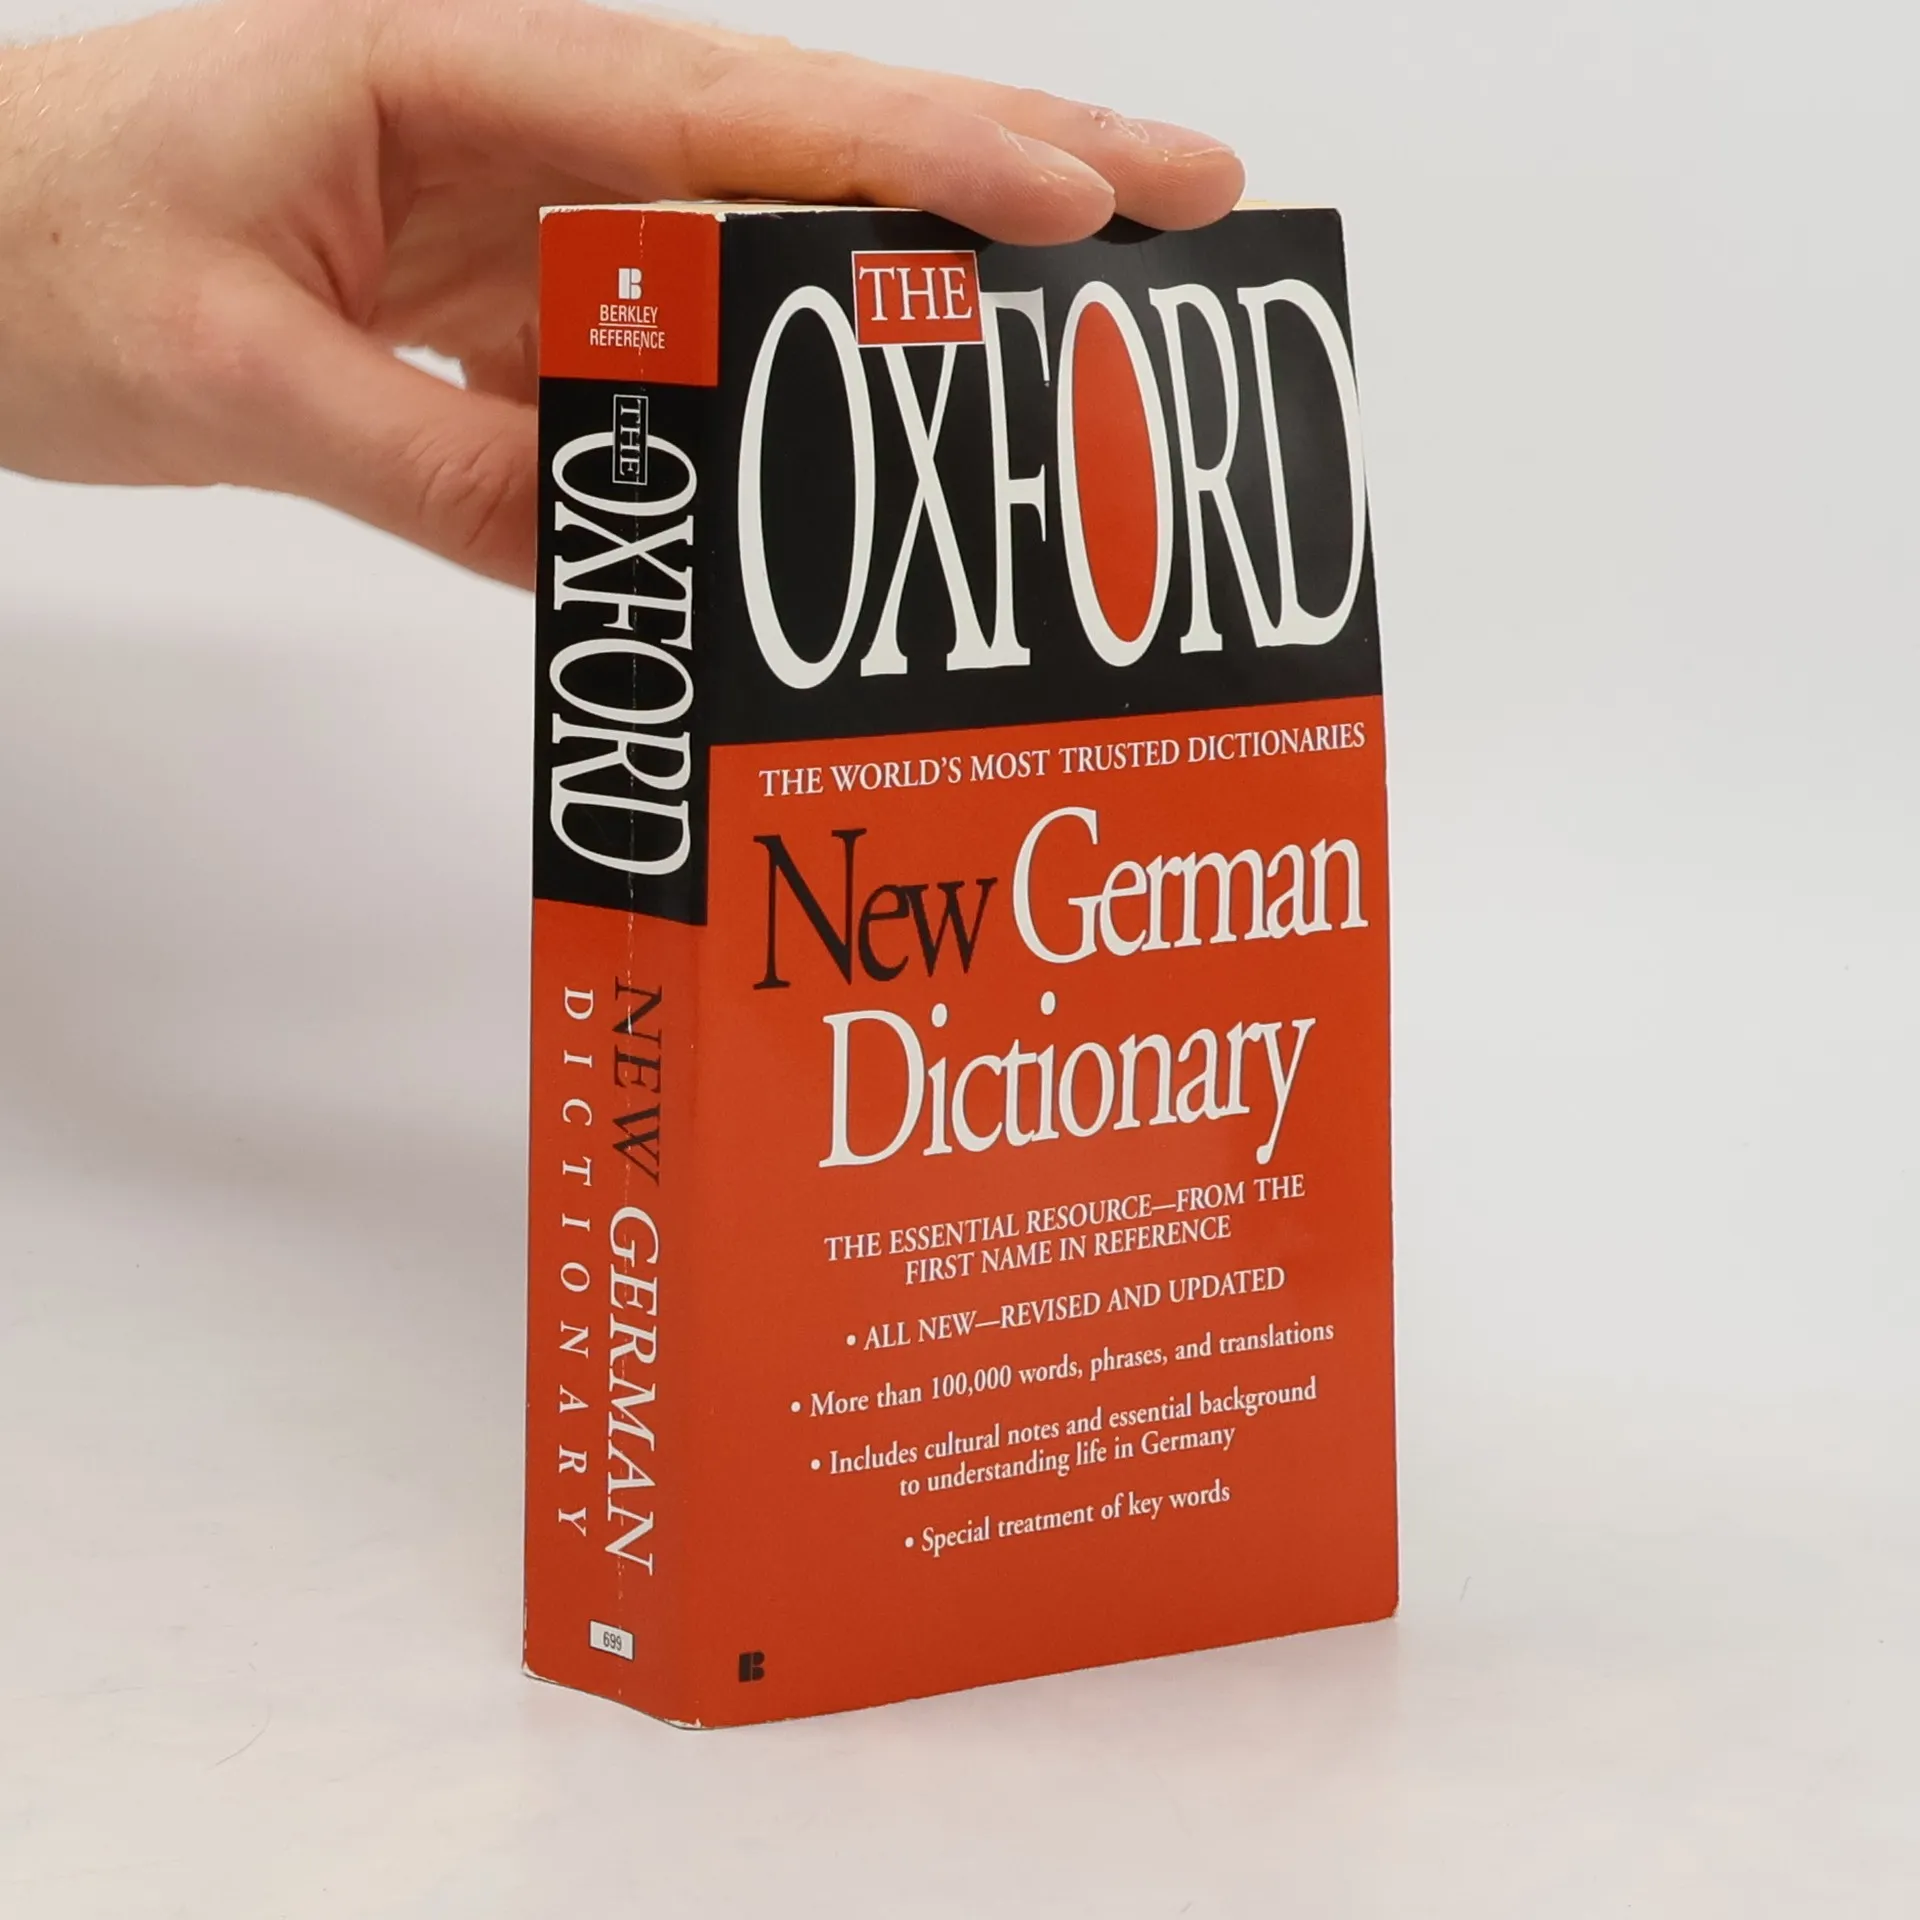 B
BERKLEY
REFERENCE
THE
OXFORD
NEW GERMAN
DICTIONARY
699
THE
OXFORD
THE WORLD'S MOST TRUSTED DICTIONARIES
New German
Dictionary
THE ESSENTIAL RESOURCE—FROM THE
FIRST NAME IN REFERENCE
• ALL NEW—REVISED AND UPDATED
• More than 100,000 words, phrases, and translations
• Includes cultural notes and essential background
to understanding life in Germany
• Special treatment of key words
B